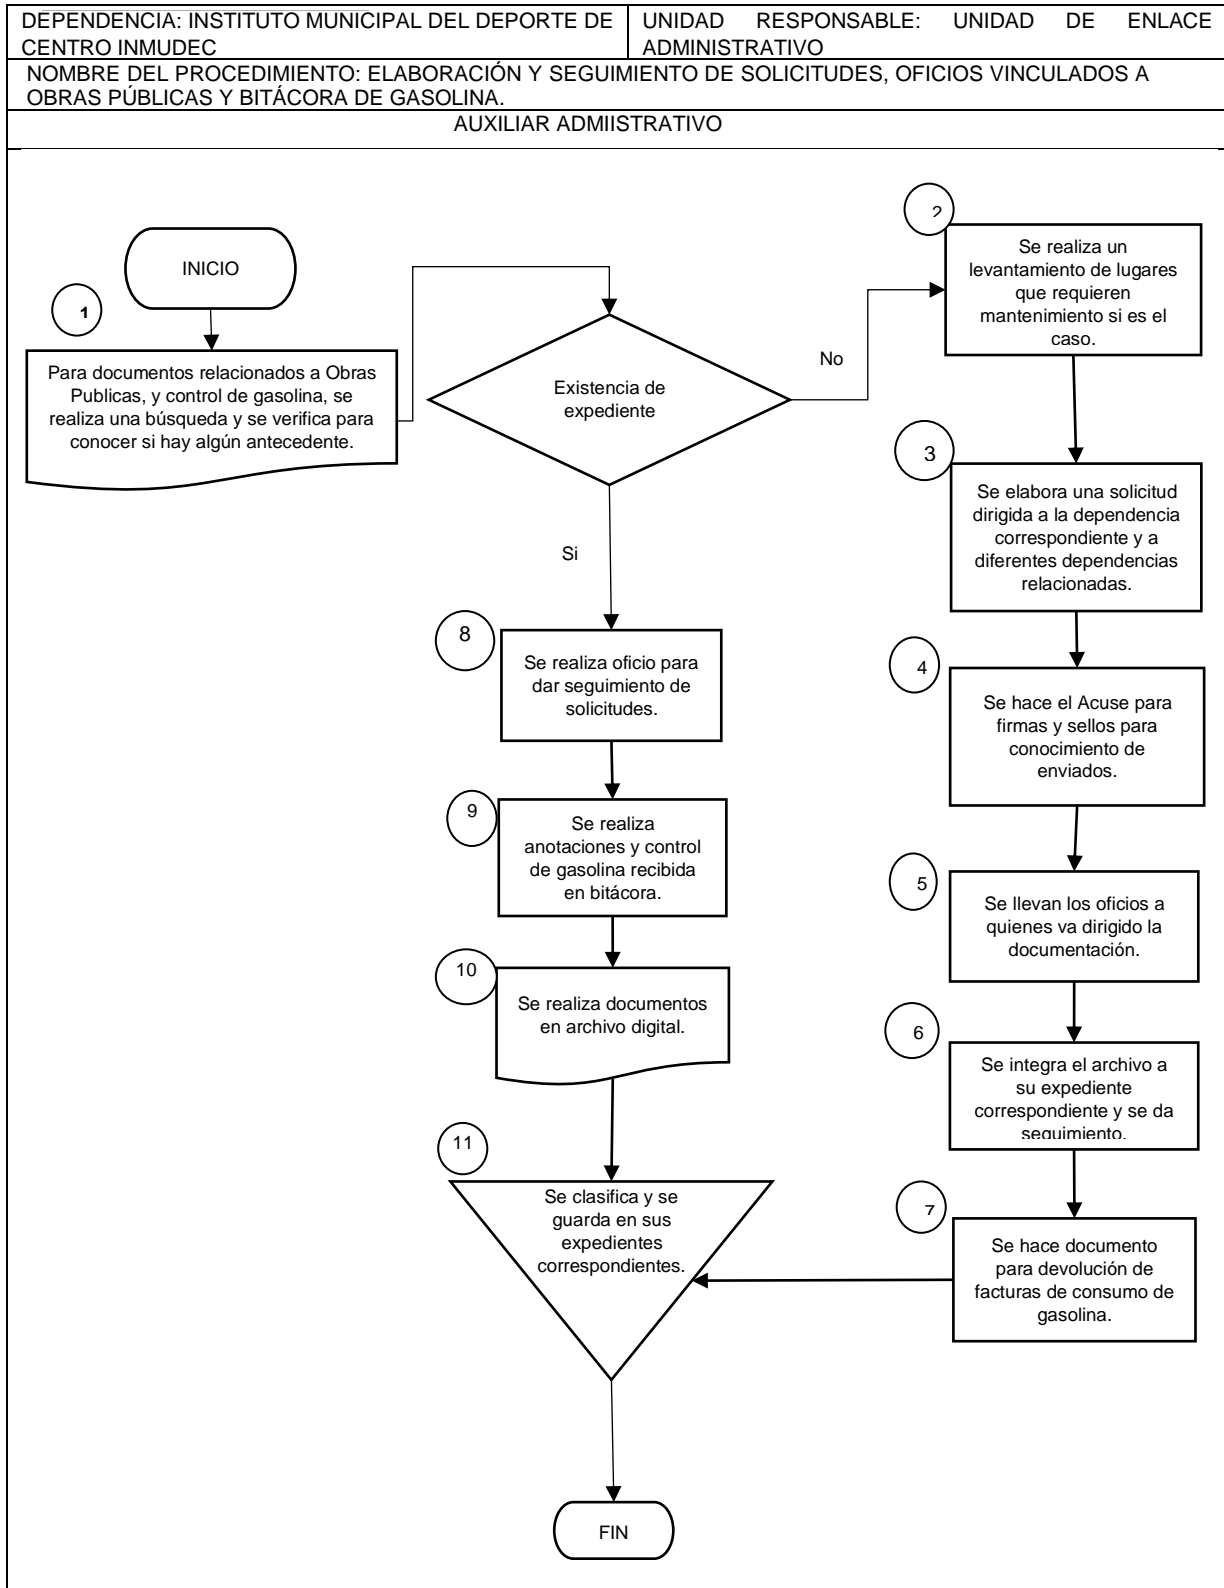 DEPENDENCIA: INSTITUTO MUNICIPAL DEL DEPORTE DE
CENTRO INMUDEC
UNIDAD RESPONSABLE: UNIDAD DE ENLACE
ADMINISTRATIVO
NOMBRE DEL PROCEDIMIENTO: ELABORACIÓN Y SEGUIMIENTO DE SOLICITUDES, OFICIOS VINCULADOS A
OBRAS PÚBLICAS Y BITÁCORA DE GASOLINA.
AUXILIAR ADMIISTRATIVO
INICIO
1
Para documentos relacionados a Obras
Publicas, y control de gasolina, se
realiza una búsqueda y se verifica para
conocer si hay algún antecedente.
Existencia de
expediente
No
Si
2
Se realiza un
levantamiento de lugares
que requieren
mantenimiento si es el
caso.
3
Se elabora una solicitud
dirigida a la dependencia
correspondiente y a
diferentes dependencias
relacionadas.
4
Se hace el Acuse para
firmas y sellos para
conocimiento de
enviados.
5
Se llevan los oficios a
quienes va dirigido la
documentación.
6
Se integra el archivo a
su expediente
correspondiente y se da
seguimiento.
7
Se hace documento
para devolución de
facturas de consumo de
gasolina.
8
Se realiza oficio para
dar seguimiento de
solicitudes.
9
Se realiza
anotaciones y control
de gasolina recibida
en bitácora.
10
Se realiza documentos
en archivo digital.
11
Se clasifica y se
guarda en sus
expedientes
correspondientes.
FIN